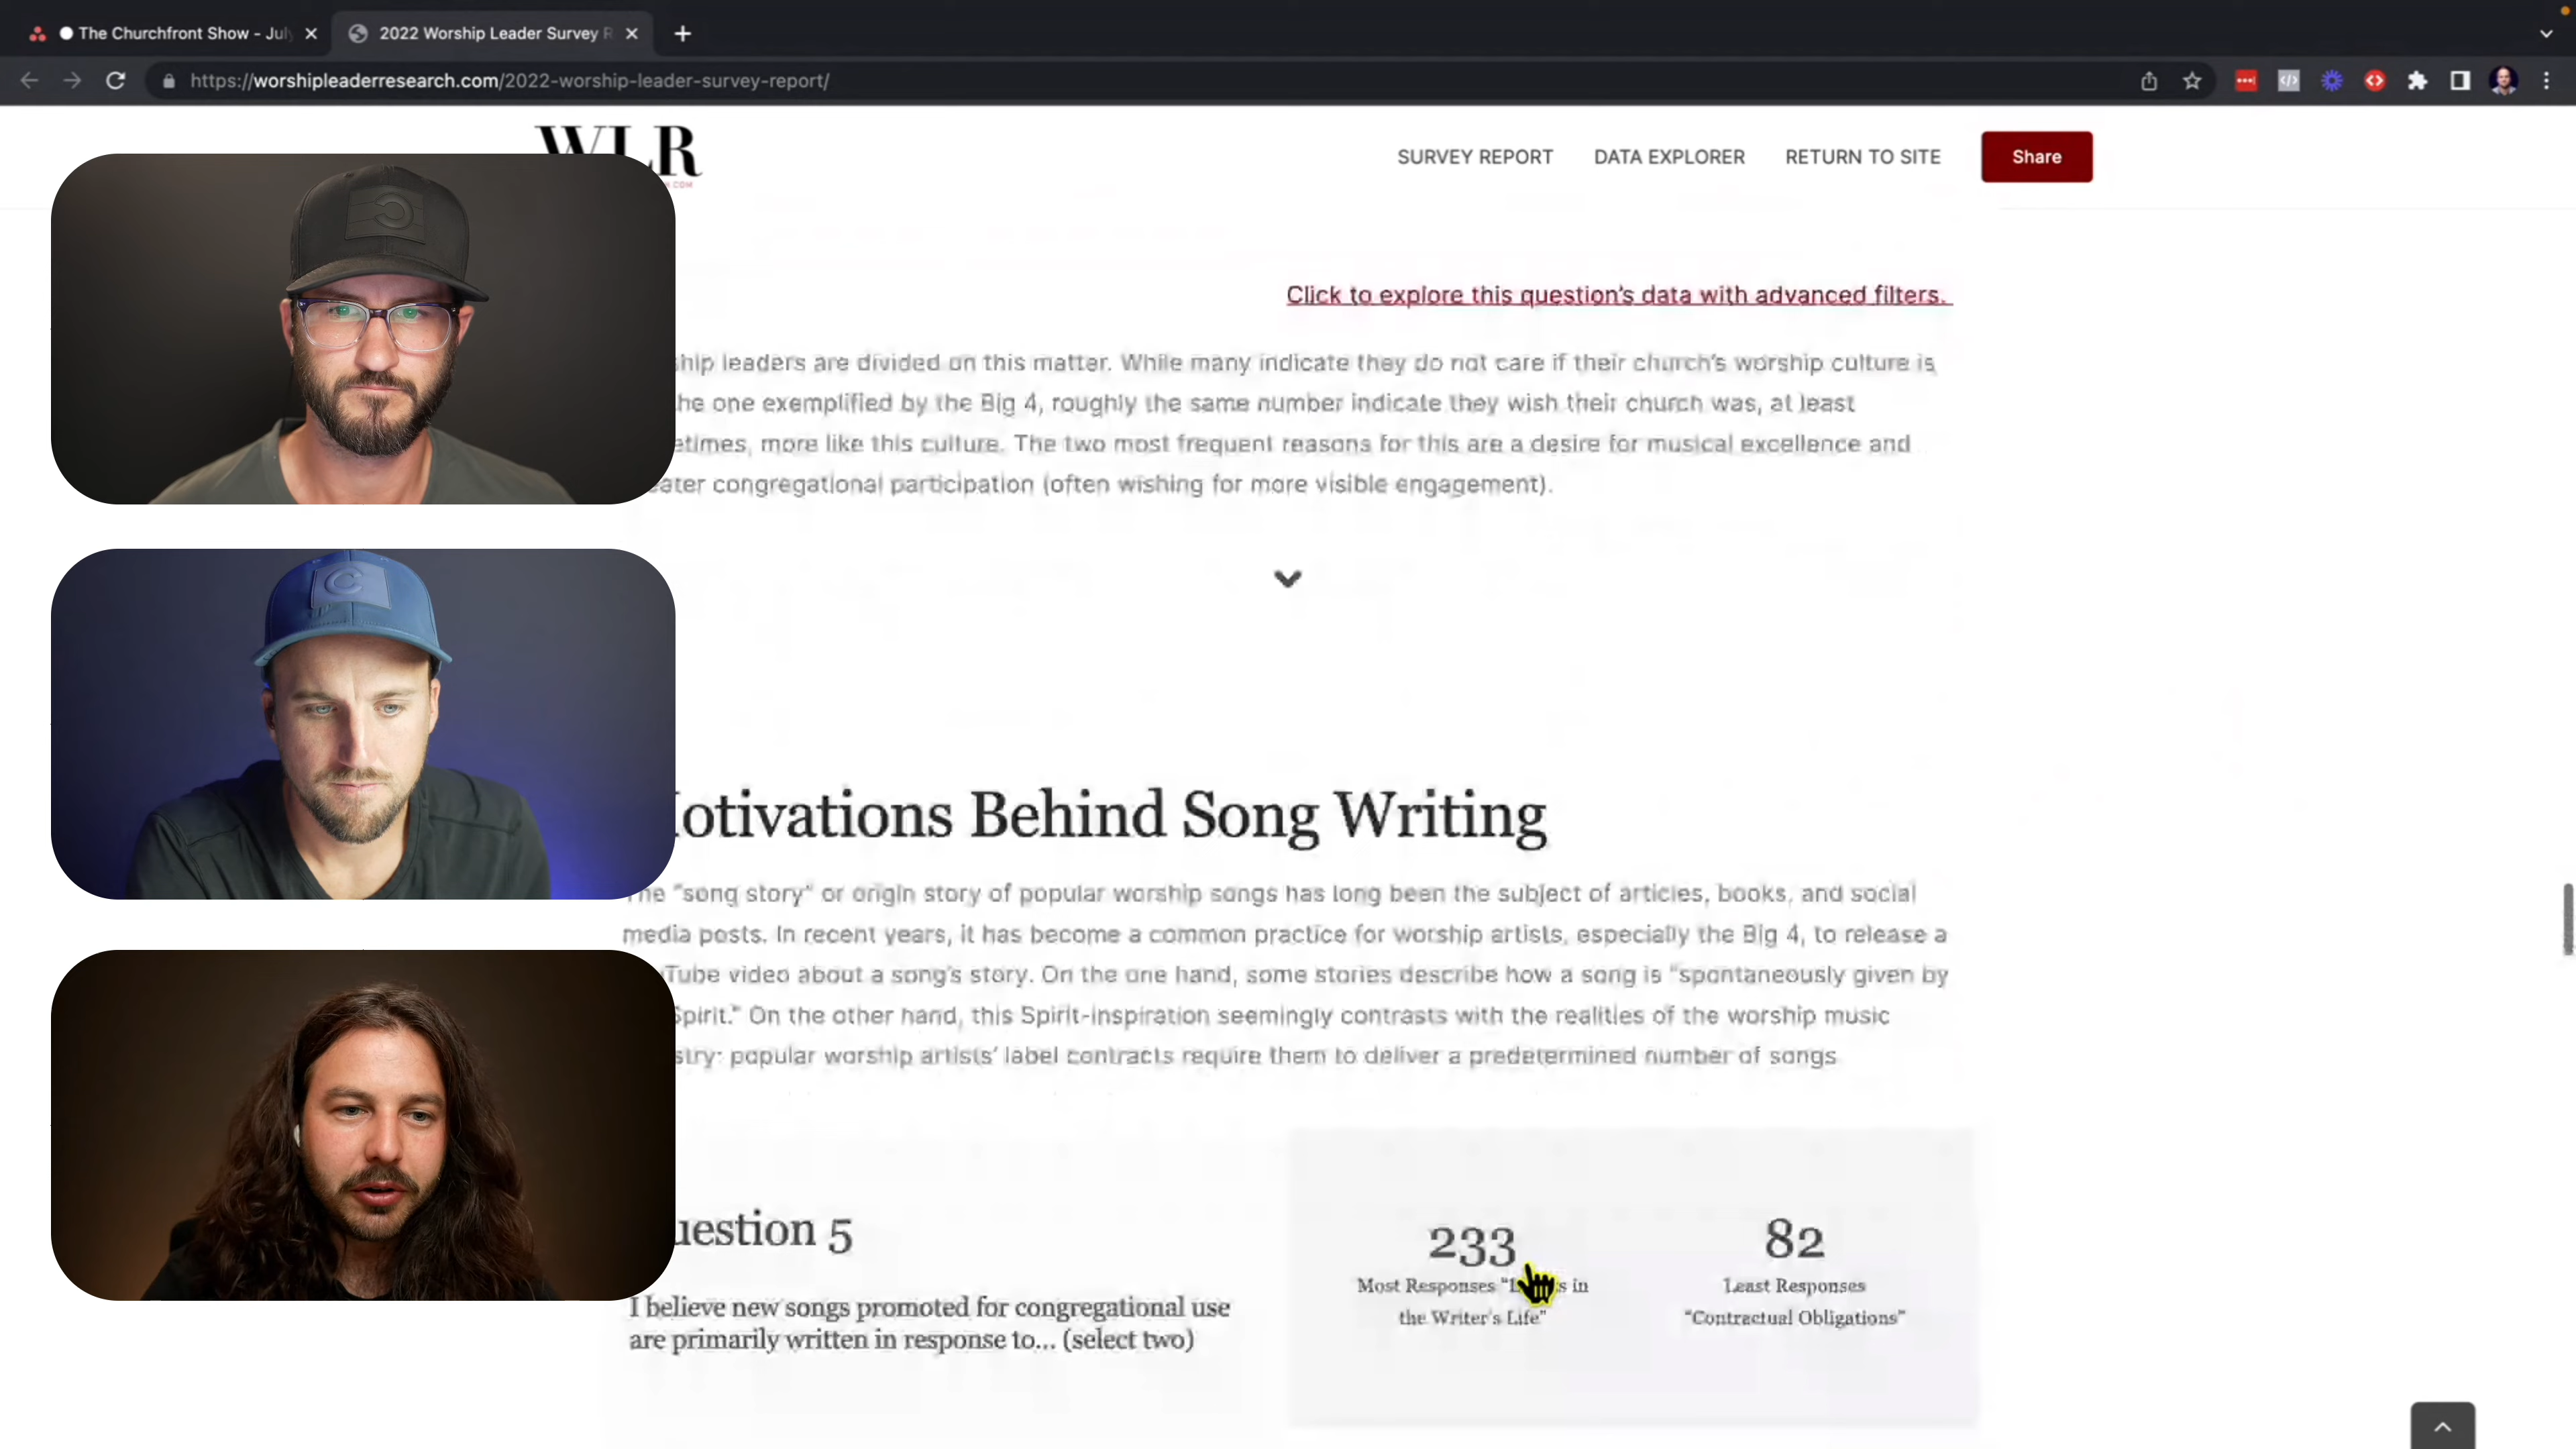 The Churchfront Show - July
2022 Worship Leader Survey R
https://worshipleaderresearch.com/2022-worship-leader-survey-report/
WLR
.COM
SURVEY REPORT
DATA EXPLORER
RETURN TO SITE
Share
Click to explore this question's data with advanced filters.
ship leaders are divided on this matter. While many indicate they do not care if their church's worship culture is
he one exemplified by the Big 4, roughly the same number indicate they wish their church was, at least
etimes, more like this culture. The two most frequent reasons for this are a desire for musical excellence and
eater congregational participation (often wishing for more visible engagement).
otivations Behind Song Writing
he "song story" or origin story of popular worship songs has long been the subject of articles, books, and social
media posts. In recent years, it has become a common practice for worship artists, especially the Big 4, to release a
Tube video about a song's story. On the one hand, some stories describe how a song is "spontaneously given by
Spirit." On the other hand, this Spirit-inspiration seemingly contrasts with the realities of the worship music
stry: popular worship artists' label contracts require them to deliver a predetermined number of songs
uestion 5
I believe new songs promoted for congregational use
are primarily written in response to... (select two)
233
Most Responses " in
the Writer's Life"
82
Least Responses
"Contractual Obligations"